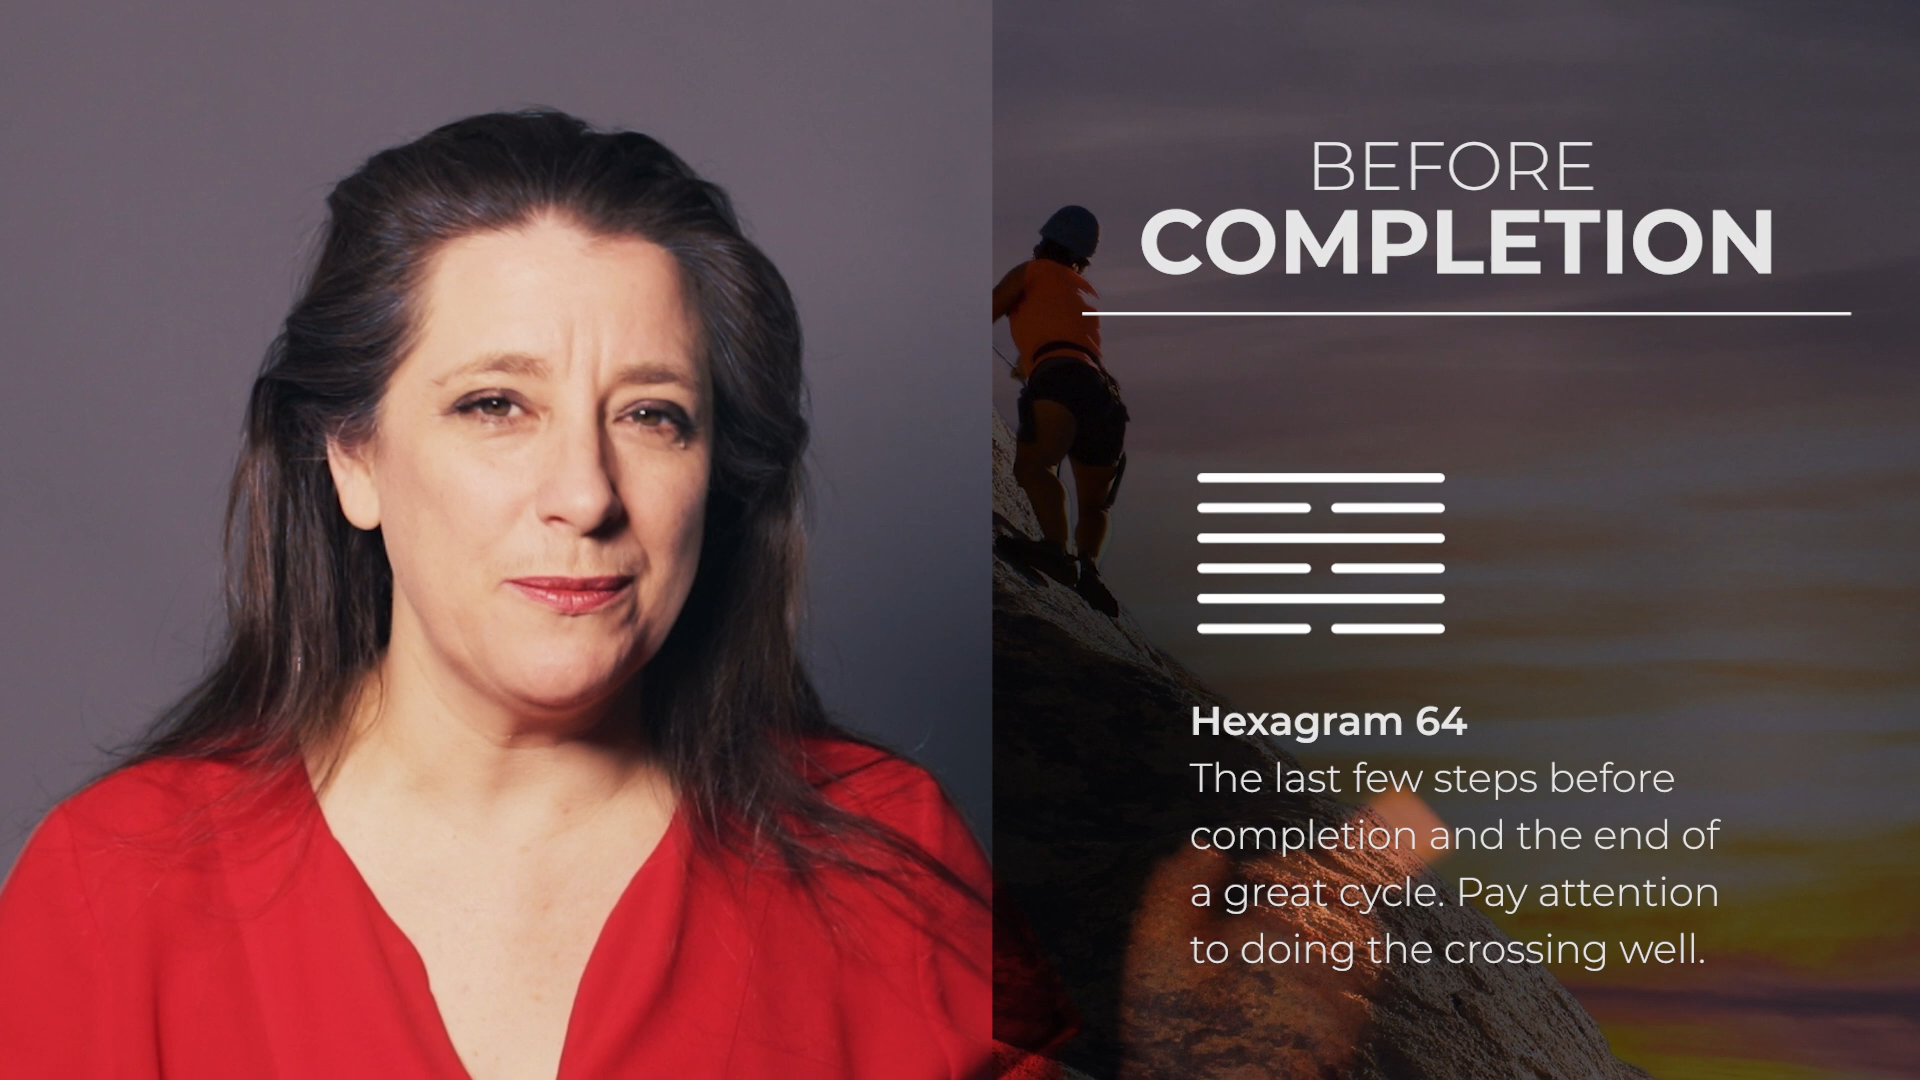 BEFORE
COMPLETION
Hexagram 64
The last few steps before
completion and the end of
a great cycle. Pay attention
to doing the crossing well.